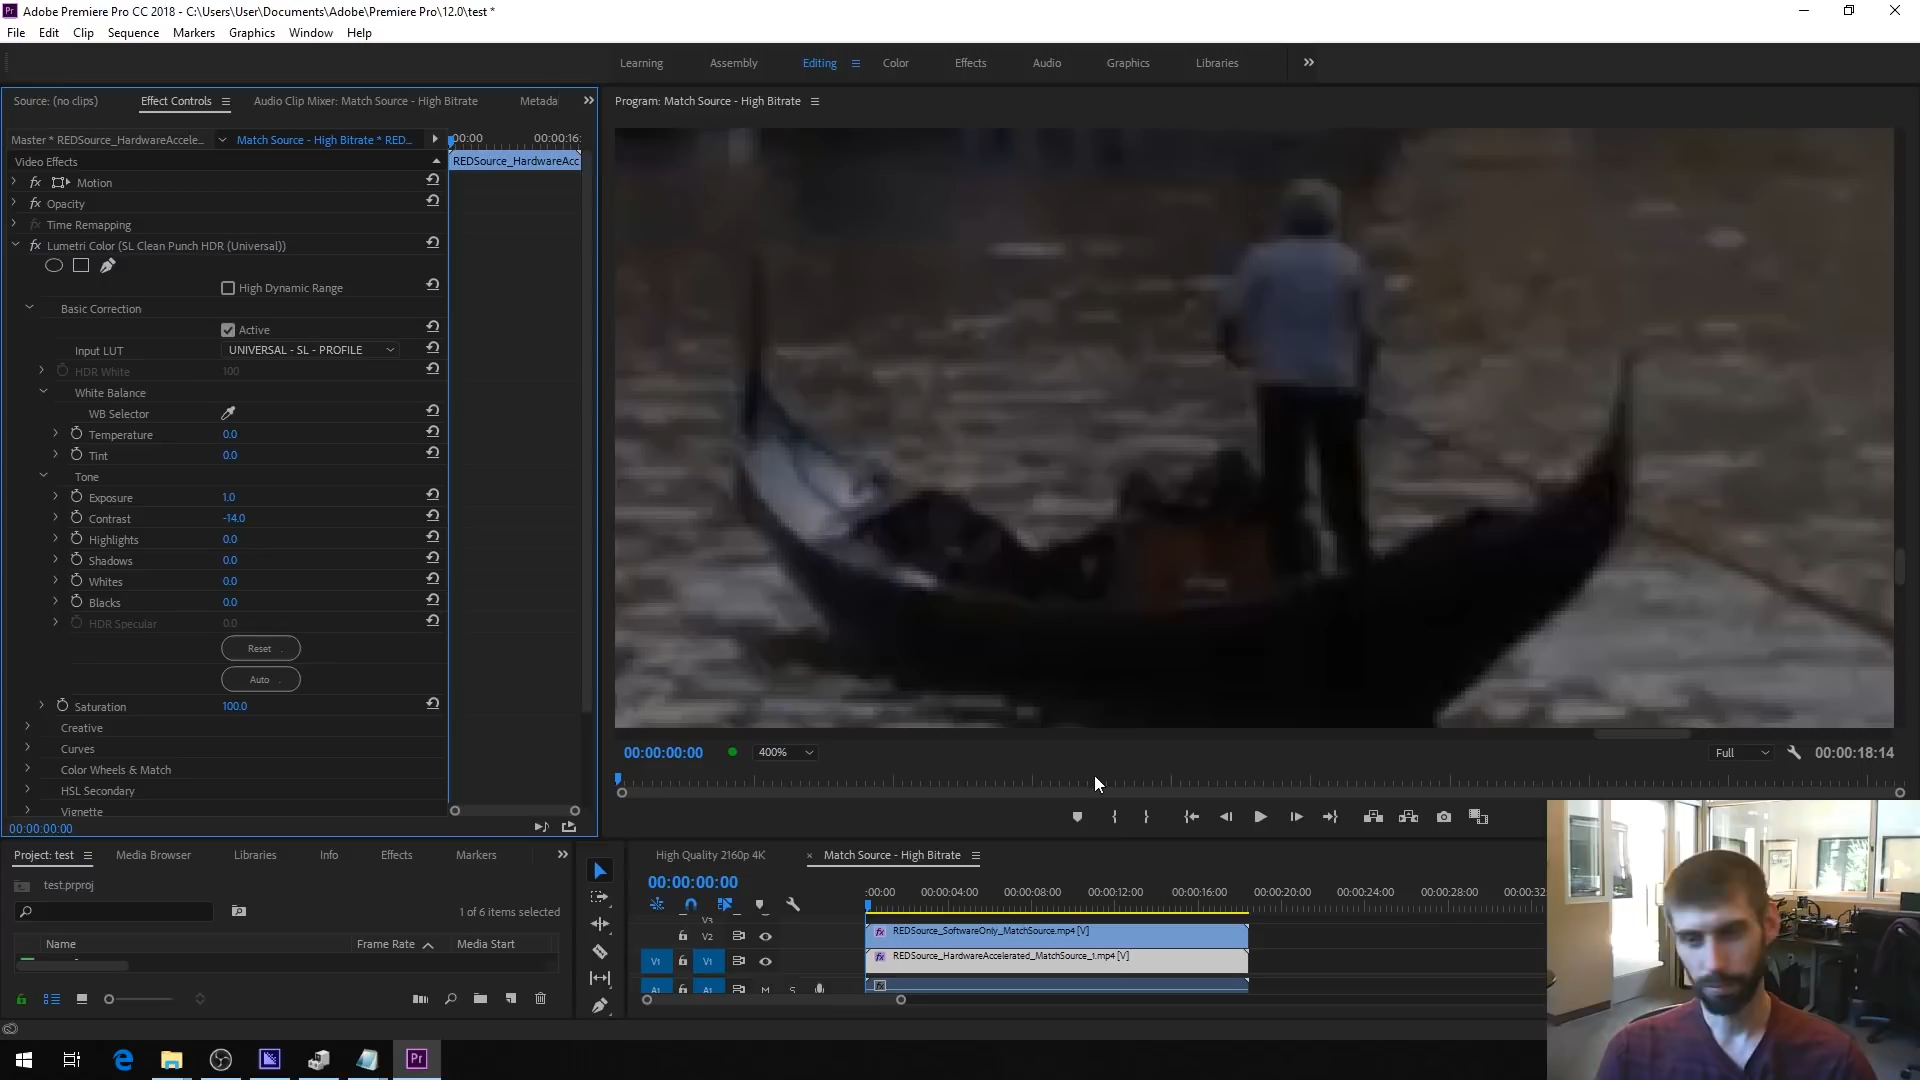 Adobe Premiere Pro CC 2018 - C:\Users\User\Documents\Adobe\Premiere Pro\12.0\test *
File Edit Clip Sequence Markers Graphics Window Help
Learning Assembly Editing Color Effects Audio Graphics Libraries
Source: (no clips) Effect Controls Audio Clip Mixer: Match Source - High Bitrate Metada
Program: Match Source - High Bitrate
Master * REDSource_HardwareAccele... Match Source - High Bitrate * RED... :00:00 00:00:16:
Video Effects REDSource_HardwareAcc
fx Motion
fx Opacity
fx Time Remapping
fx Lumetri Color (SL Clean Punch HDR (Universal))
High Dynamic Range
Basic Correction
Active
Input LUT UNIVERSAL - SL - PROFILE
HDR White 100
White Balance
WB Selector
Temperature 0.0
Tint 0.0
Tone
Exposure 1.0
Contrast -14.0
Highlights 0.0
Shadows 0.0
Whites 0.0
Blacks 0.0
HDR Specular 0.0
Reset
Auto
Saturation 100.0
Creative
Curves
Color Wheels & Match
HSL Secondary
Vignette
00:00:00:00
00:00:00:00 400% Full 00:00:18:14
Project: test Media Browser Libraries Info Effects Markers
test.prproj
1 of 6 items selected
Name Frame Rate Media Start
High Quality 2160p 4K × Match Source - High Bitrate
00:00:00:00
:00:00 00:00:04:00 00:00:08:00 00:00:12:00 00:00:16:00 00:00:20:00 00:00:24:00 00:00:28:00 00:00:32
V3
V2 fx REDSource_SoftwareOnly_MatchSource.mp4 [V]
V1 V1 fx REDSource_HardwareAccelerated_MatchSource_1.mp4 [V]
A1 A1 M S
Pr